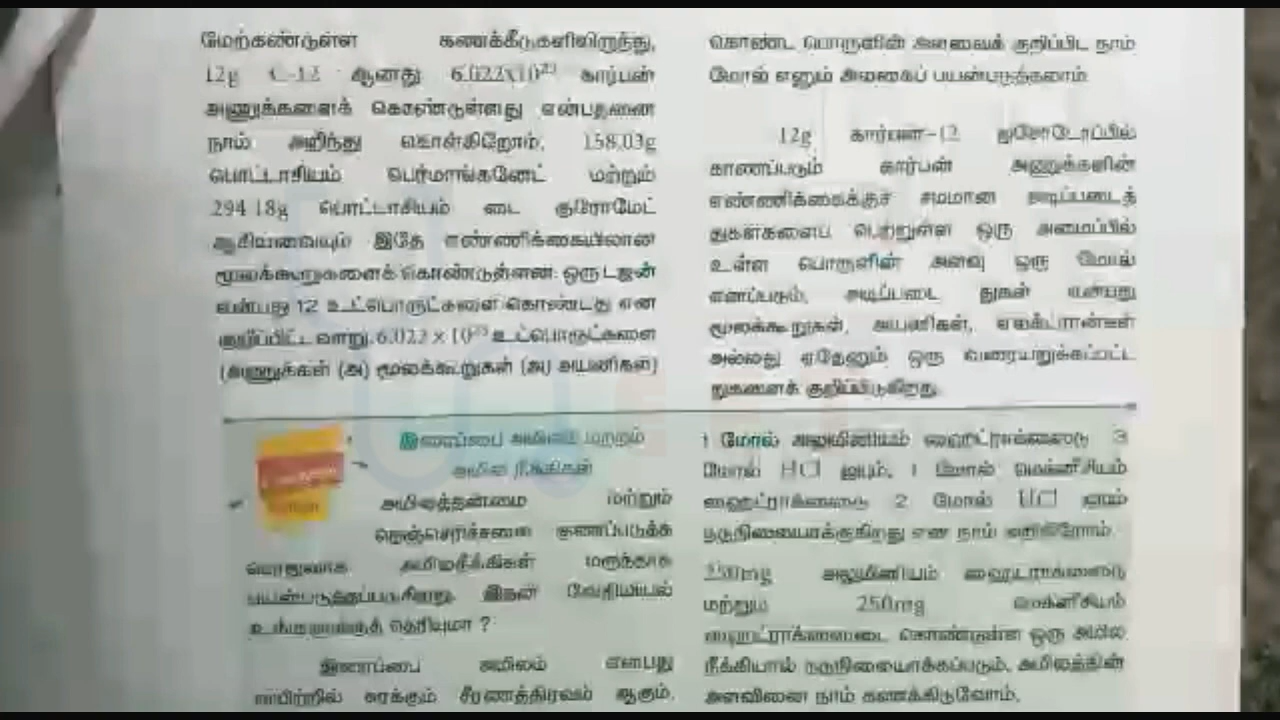 மேற்கண்டுள்ள கணக்கீடுகளிலிருந்து,
12g C-12 ஆனது 6.022x10²³ கார்பன்
அணுக்களைக் கொண்டுள்ளது என்பதனை
நாம் அறிந்து கொள்கிறோம். 158.03g
பொட்டாசியம் பெர்மாங்கனேட் மற்றும்
294.18g பொட்டாசியம் டை குரோமேட்
ஆகியவையும் இதே எண்ணிக்கையிலான
மூலக்கூறுகளைக் கொண்டுள்ளன. ஒரு டஜன்
என்பது 12 உட்பொருட்களை கொண்டது என
குறிப்பிட்டவாறு, 6.022 x 10²³ உட்பொருட்களை
(அணுக்கள் (அ) மூலக்கூறுகள் (அ) அயனிகள்)
கொண்ட பொருளின் அளவைக் குறிப்பிட நாம்
மோல் எனும் அலகைப் பயன்படுத்தலாம்.
12g கார்பன்-12 ஐசோடோப்பில்
காணப்படும் கார்பன் அணுக்களின்
எண்ணிக்கைக்குச் சமமான அடிப்படைத்
துகள்களைப் பெற்றுள்ள ஒரு அமைப்பில்
உள்ள பொருளின் அளவு ஒரு மோல்
எனப்படும். அடிப்படை துகள் என்பது
மூலக்கூறுகள், அயனிகள், எலக்ட்ரான்கள்
அல்லது ஏதேனும் ஒரு வரையறுக்கப்பட்ட
துகளைக் குறிப்பிடுகிறது.
இரைப்பை அமிலம் மற்றும்
அமில நீக்கிகள்
அமிலத்தன்மை மற்றும்
நெஞ்செரிச்சலை குணப்படுத்த
பொதுவாக அமிலநீக்கிகள் மருந்தாக
பயன்படுத்தப்படுகிறது. இதன் வேதியியல்
உங்களுக்குத் தெரியுமா ?
இரைப்பை அமிலம் என்பது
வயிற்றில் சுரக்கும் சீரணத்திரவம் ஆகும்.
1 மோல் அலுமினியம் ஹைட்ராக்ஸைடு 3
மோல் HCl ஐயும், 1 மோல் மெக்னீசியம்
ஹைட்ராக்ஸைடு 2 மோல் HCl ஐயும்
நடுநிலையாக்குகிறது என நாம் அறிகிறோம்.
250mg அலுமினியம் ஹைட்ராக்ஸைடு
மற்றும் 250mg மெக்னீசியம்
ஹைட்ராக்ஸைடை கொண்டுள்ள ஒரு அமில
நீக்கியால் நடுநிலையாக்கப்படும். அமிலத்தின்
அளவினை நாம் கணக்கிடுவோம்.